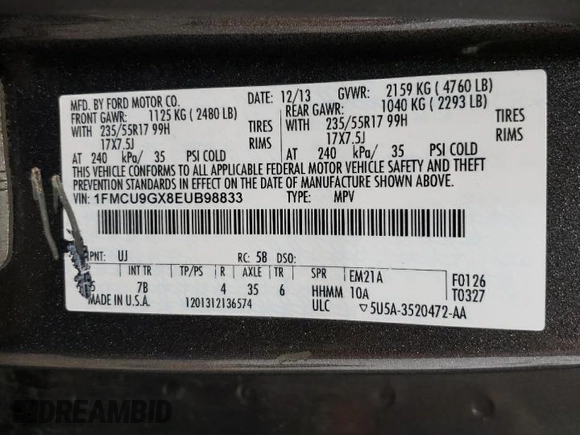 MFD. BY FORD MOTOR CO. DATE: 12/13 GVWR: 2159 KG ( 4760 LB)
FRONT GAWR: 1125 KG ( 2480 LB) REAR GAWR: 1040 KG ( 2293 LB)
WITH 235/55R17 99H TIRES WITH 235/55R17 99H TIRES
17X7.5J RIMS 17X7.5J RIMS
AT 240 kPa/ 35 PSI COLD AT 240 kPa/ 35 PSI COLD
THIS VEHICLE CONFORMS TO ALL APPLICABLE FEDERAL MOTOR VEHICLE SAFETY AND THEFT
PREVENTION STANDARDS IN EFFECT ON THE DATE OF MANUFACTURE SHOWN ABOVE.
VIN: 1FMCU9GX8EUB98833 TYPE: MPV
PNT: UJ RC: 58 DSO:
INT TR TP/PS R AXLE TR SPR EM21A F0126
7B 4 35 6 HHMM 10A T0327
MADE IN U.S.A. 1201312136574 ULC ▽5U5A-3520472-AA
DREAMBID